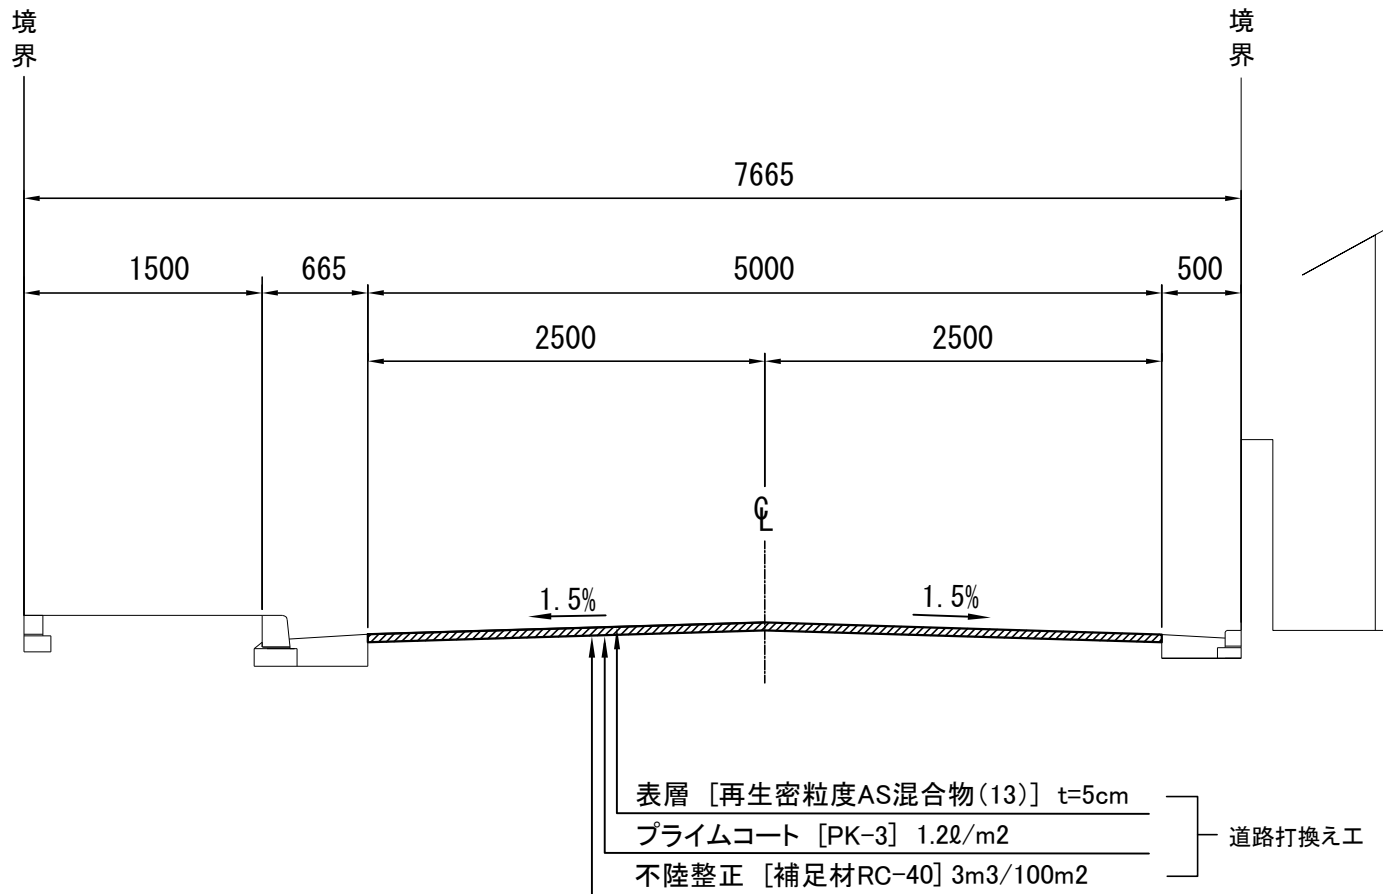 境界
境界
7665
1500 665 5000 500
2500 2500
℄
1.5% 1.5%
表層 [再生密粒度AS混合物(13)] t=5cm
プライムコート [PK-3] 1.2ℓ/m2
道路打換え工
不陸整正 [補足材RC-40] 3m3/100m2